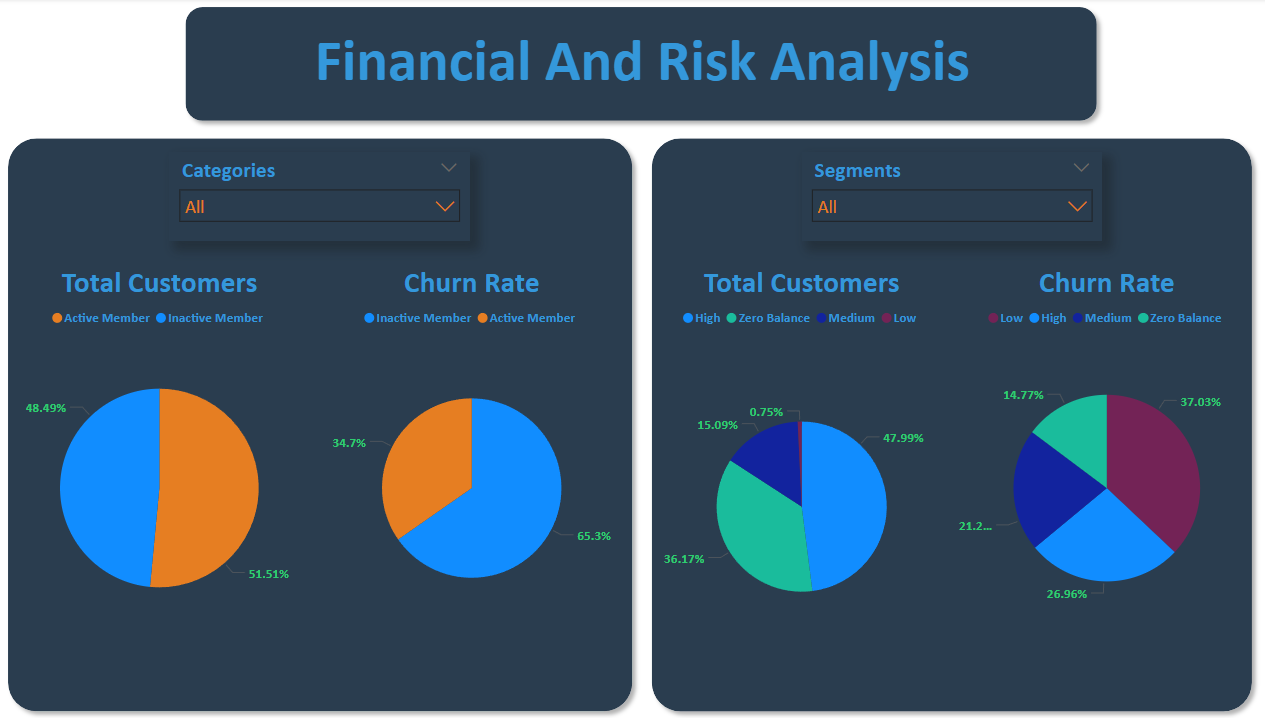 Financial And Risk Analysis
Categories
All
Total Customers
Active Member Inactive Member
48.49%
51.51%
Churn Rate
Inactive Member Active Member
34.7%
65.3%
Segments
All
Total Customers
High Zero Balance Medium Low
0.75%
15.09%
47.99%
36.17%
Churn Rate
Low High Medium Zero Balance
14.77%
37.03%
21.2...
26.96%